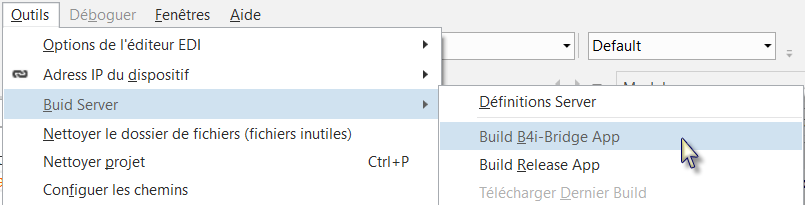 Outils Déboguer Fenêtres Aide
Options de l'éditeur EDI
Default
Adress IP du dispositif
Buid Server
Définitions Server
Nettoyer le dossier de fichiers (fichiers inutiles)
Build B4i-Bridge App
Nettoyer projet Ctrl+P
Build Release App
Configuer les chemins
Télécharger Dernier Build